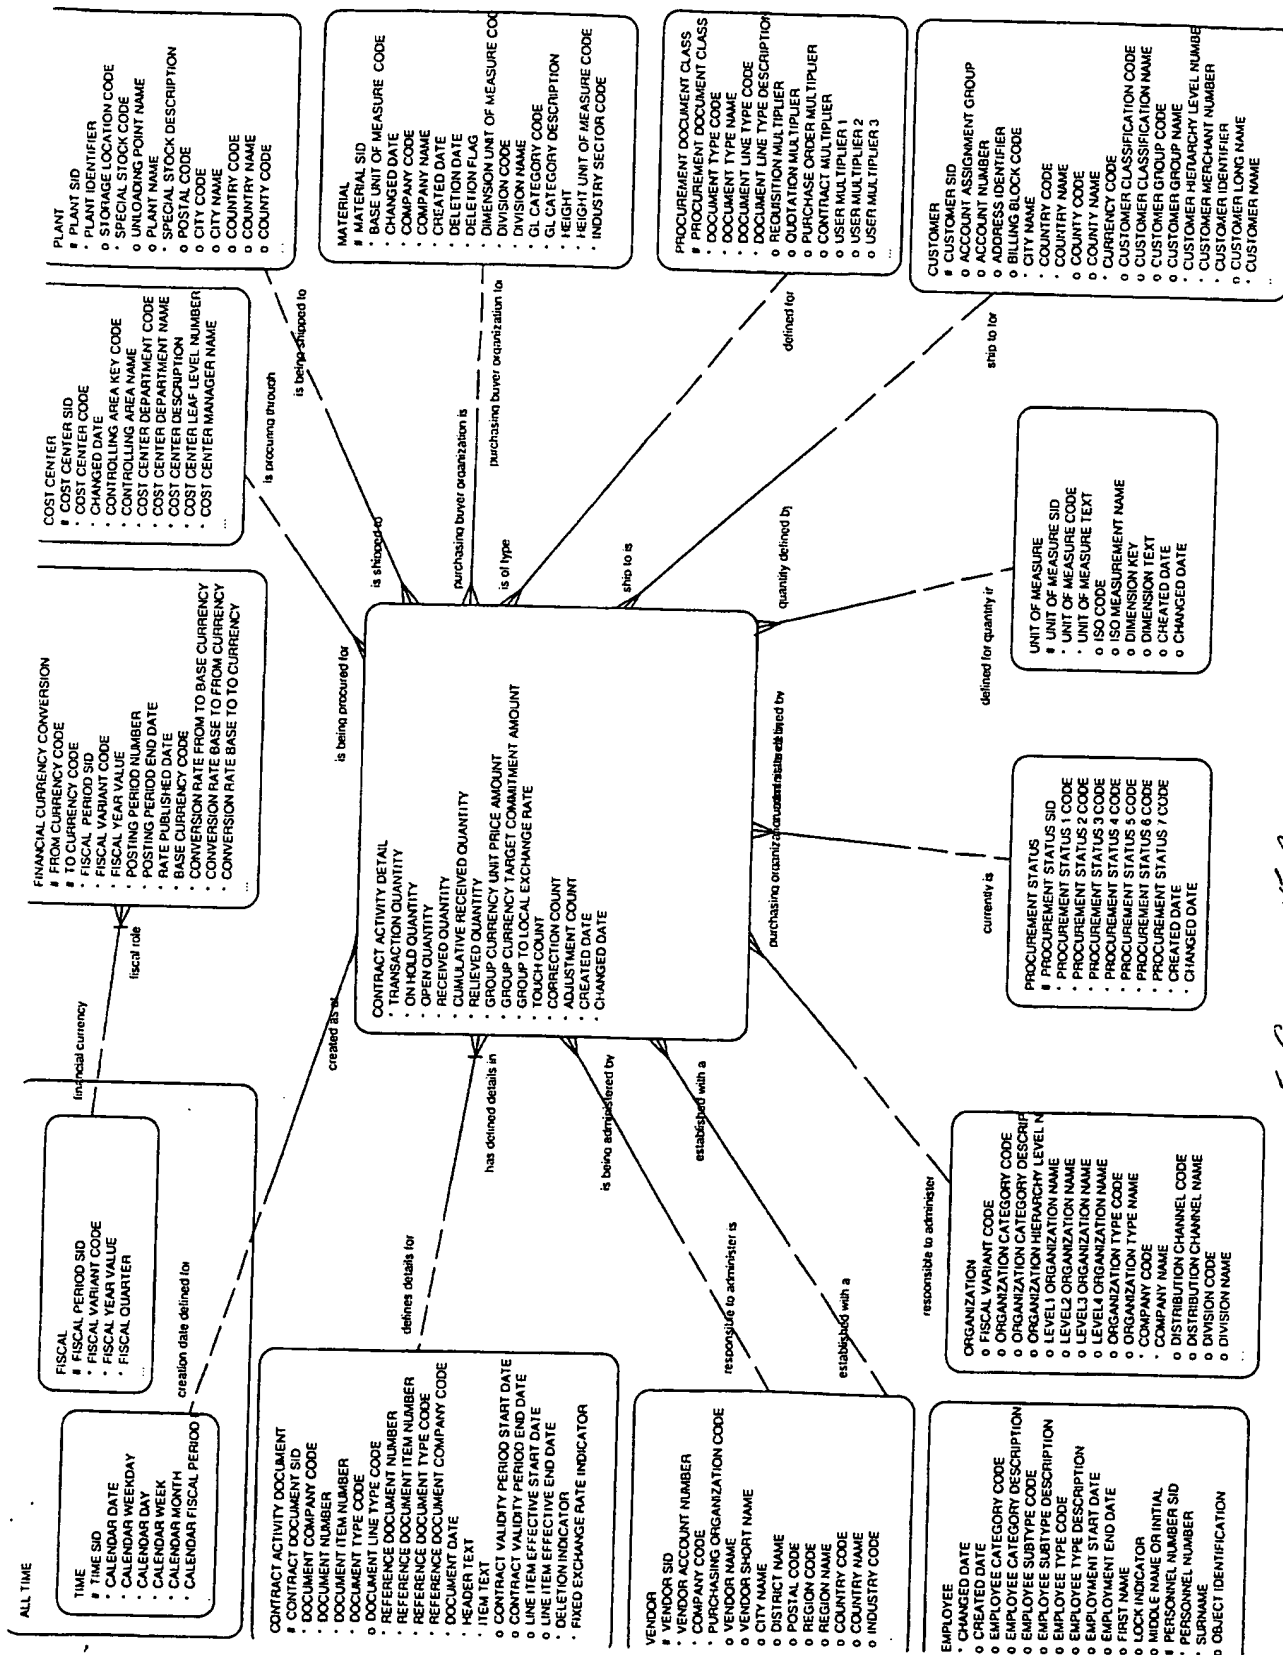 ALL TIME
TIME
# TIME SID
* CALENDAR DATE
* CALENDAR WEEKDAY
* CALENDAR DAY
* CALENDAR WEEK
* CALENDAR MONTH
* CALENDAR FISCAL PERIOD
FISCAL
# FISCAL PERIOD SID
* FISCAL VARIANT CODE
* FISCAL YEAR VALUE
* FISCAL QUARTER
...
financial currency
fiscal role
FINANCIAL CURRENCY CONVERSION
# FROM CURRENCY CODE
# TO CURRENCY CODE
* FISCAL PERIOD SID
* FISCAL VARIANT CODE
* FISCAL YEAR VALUE
* POSTING PERIOD NUMBER
* POSTING PERIOD END DATE
* RATE PUBLISHED DATE
* BASE CURRENCY CODE
* CONVERSION RATE FROM TO BASE CURRENCY
* CONVERSION RATE BASE TO FROM CURRENCY
* CONVERSION RATE BASE TO TO CURRENCY
...
COST CENTER
# COST CENTER SID
* COST CENTER CODE
* CHANGED DATE
* CONTROLLING AREA KEY CODE
* CONTROLLING AREA NAME
* COST CENTER DEPARTMENT CODE
* COST CENTER DEPARTMENT NAME
* COST CENTER DESCRIPTION
* COST CENTER LEAF LEVEL NUMBER
* COST CENTER MANAGER NAME
...
PLANT
# PLANT SID
* PLANT IDENTIFIER
o STORAGE LOCATION CODE
* SPECIAL STOCK CODE
o UNLOADING POINT NAME
o PLANT NAME
* SPECIAL STOCK DESCRIPTION
o POSTAL CODE
o CITY CODE
o CITY NAME
o COUNTRY CODE
o COUNTRY NAME
o COUNTY CODE
creation date defined for
created as of
is being procured for
is procuring through
is shipped to
is being shipped to
CONTRACT ACTIVITY DOCUMENT
# CONTRACT DOCUMENT SID
* DOCUMENT COMPANY CODE
* DOCUMENT NUMBER
* DOCUMENT ITEM NUMBER
* DOCUMENT TYPE CODE
o DOCUMENT LINE TYPE CODE
* REFERENCE DOCUMENT NUMBER
* REFERENCE DOCUMENT ITEM NUMBER
* REFERENCE DOCUMENT TYPE CODE
* REFERENCE DOCUMENT COMPANY CODE
* DOCUMENT DATE
* HEADER TEXT
* ITEM TEXT
o CONTRACT VALIDITY PERIOD START DATE
o CONTRACT VALIDITY PERIOD END DATE
o LINE ITEM EFFECTIVE START DATE
o LINE ITEM EFFECTIVE END DATE
* DELETION INDICATOR
* FIXED EXCHANGE RATE INDICATOR
defines details for
has defined details in
CONTRACT ACTIVITY DETAIL
* TRANSACTION QUANTITY
* ON HOLD QUANTITY
* OPEN QUANTITY
* RECEIVED QUANTITY
* CUMULATIVE RECEIVED QUANTITY
* RELIEVED QUANTITY
* GROUP CURRENCY UNIT PRICE AMOUNT
* GROUP CURRENCY TARGET COMMITMENT AMOUNT
* GROUP TO LOCAL EXCHANGE RATE
* TOUCH COUNT
* CORRECTION COUNT
* ADJUSTMENT COUNT
* CREATED DATE
* CHANGED DATE
purchasing buyer organization is
purchasing buyer organization for
MATERIAL
# MATERIAL SID
* BASE UNIT OF MEASURE CODE
* CHANGED DATE
* COMPANY CODE
* COMPANY NAME
* CREATED DATE
* DELETION DATE
* DELETION FLAG
* DIMENSION UNIT OF MEASURE COD
* DIVISION CODE
* DIVISION NAME
* GL CATEGORY CODE
* GL CATEGORY DESCRIPTION
* HEIGHT
* HEIGHT UNIT OF MEASURE CODE
* INDUSTRY SECTOR CODE
...
is of type
defined for
PROCUREMENT DOCUMENT CLASS
# PROCUREMENT DOCUMENT CLASS
* DOCUMENT TYPE CODE
* DOCUMENT TYPE NAME
* DOCUMENT LINE TYPE CODE
* DOCUMENT LINE TYPE DESCRIPTION
o REQUISITION MULTIPLIER
o QUOTATION MULTIPLIER
o PURCHASE ORDER MULTIPLIER
o CONTRACT MULTIPLIER
o USER MULTIPLIER 1
o USER MULTIPLIER 2
o USER MULTIPLIER 3
...
ship to is
ship to for
CUSTOMER
# CUSTOMER SID
o ACCOUNT ASSIGNMENT GROUP
o ACCOUNT NUMBER
o ADDRESS IDENTIFIER
o BILLING BLOCK CODE
* CITY NAME
* COUNTRY CODE
* COUNTRY NAME
o COUNTY CODE
o COUNTY NAME
* CURRENCY CODE
o CUSTOMER CLASSIFICATION CODE
o CUSTOMER CLASSIFICATION NAME
o CUSTOMER GROUP CODE
o CUSTOMER GROUP NAME
* CUSTOMER HIERARCHY LEVEL NUMBE
* CUSTOMER MERCHANT NUMBER
* CUSTOMER IDENTIFIER
o CUSTOMER LONG NAME
* CUSTOMER NAME
...
VENDOR
# VENDOR SID
* VENDOR ACCOUNT NUMBER
* COMPANY CODE
* PURCHASING ORGANIZATION CODE
o VENDOR NAME
o VENDOR SHORT NAME
o CITY NAME
o DISTRICT NAME
o POSTAL CODE
o REGION CODE
o REGION NAME
o COUNTRY CODE
o COUNTRY NAME
o INDUSTRY CODE
responsible to administer is
is being administered by
established with a
established with a
EMPLOYEE
* CHANGED DATE
o CREATED DATE
o EMPLOYEE CATEGORY CODE
o EMPLOYEE CATEGORY DESCRIPTION
o EMPLOYEE SUBTYPE CODE
o EMPLOYEE SUBTYPE DESCRIPTION
o EMPLOYEE TYPE CODE
o EMPLOYEE TYPE DESCRIPTION
o EMPLOYMENT START DATE
o EMPLOYMENT END DATE
o FIRST NAME
o LOCK INDICATOR
o MIDDLE NAME OR INITIAL
# PERSONNEL NUMBER SID
* PERSONNEL NUMBER
* SURNAME
o OBJECT IDENTIFICATION
ORGANIZATION
o FISCAL VARIANT CODE
o ORGANIZATION CATEGORY CODE
o ORGANIZATION CATEGORY DESCRIP
o ORGANIZATION HIERARCHY LEVEL N
o LEVEL1 ORGANIZATION NAME
o LEVEL2 ORGANIZATION NAME
o LEVEL3 ORGANIZATION NAME
o LEVEL4 ORGANIZATION NAME
o ORGANIZATION TYPE CODE
o ORGANIZATION TYPE NAME
* COMPANY CODE
* COMPANY NAME
o DISTRIBUTION CHANNEL CODE
o DISTRIBUTION CHANNEL NAME
o DIVISION CODE
o DIVISION NAME
...
responsible to administer
purchasing organization
currently is
PROCUREMENT STATUS
# PROCUREMENT STATUS SID
* PROCUREMENT STATUS 1 CODE
* PROCUREMENT STATUS 2 CODE
* PROCUREMENT STATUS 3 CODE
* PROCUREMENT STATUS 4 CODE
* PROCUREMENT STATUS 5 CODE
* PROCUREMENT STATUS 6 CODE
* PROCUREMENT STATUS 7 CODE
* CREATED DATE
* CHANGED DATE
quantity defined by
defined for quantity in
UNIT OF MEASURE
# UNIT OF MEASURE SID
* UNIT OF MEASURE CODE
* UNIT OF MEASURE TEXT
o ISO CODE
o ISO MEASUREMENT NAME
o DIMENSION KEY
o DIMENSION TEXT
o CREATED DATE
o CHANGED DATE